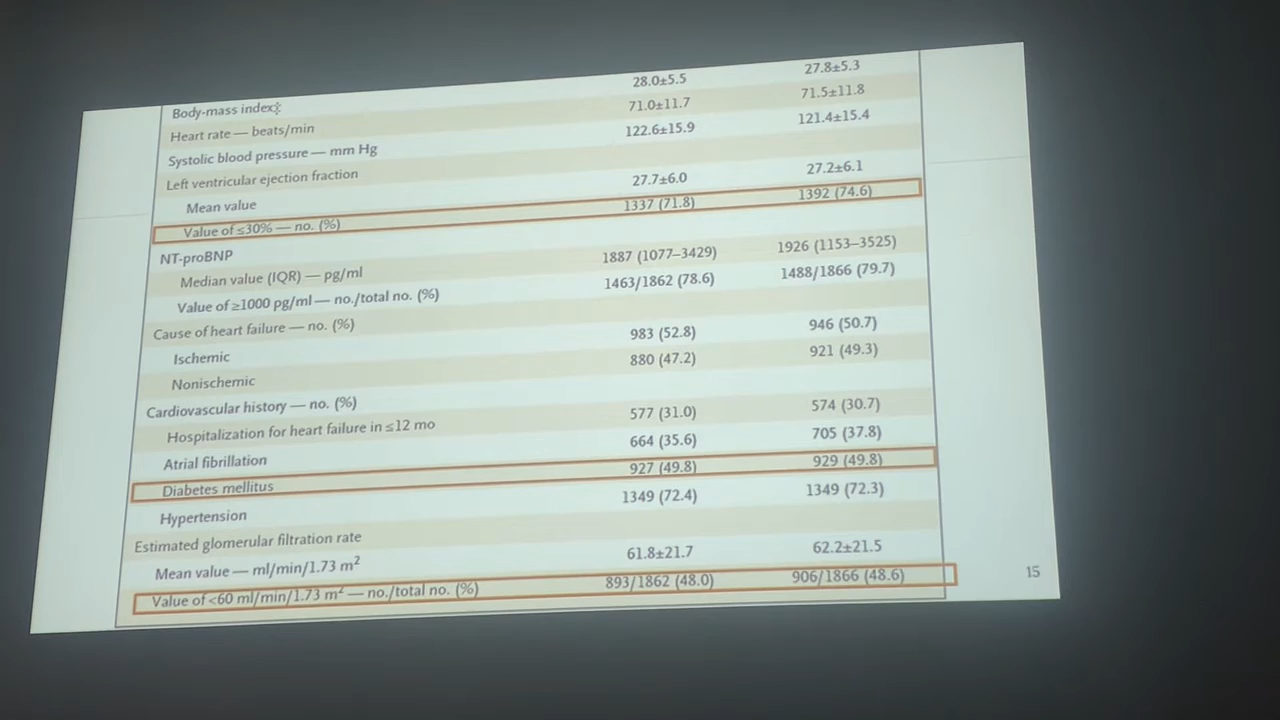 Body-mass index‡ 28.0±5.5 27.8±5.3
Heart rate — beats/min 71.0±11.7 71.5±11.8
Systolic blood pressure — mm Hg 122.6±15.9 121.4±15.4
Left ventricular ejection fraction
Mean value 27.7±6.0 27.2±6.1
Value of ≤30% — no. (%) 1337 (71.8) 1392 (74.6)
NT-proBNP
Median value (IQR) — pg/ml 1887 (1077–3429) 1926 (1153–3525)
Value of ≥1000 pg/ml — no./total no. (%) 1463/1862 (78.6) 1488/1866 (79.7)
Cause of heart failure — no. (%)
Ischemic 983 (52.8) 946 (50.7)
Nonischemic 880 (47.2) 921 (49.3)
Cardiovascular history — no. (%)
Hospitalization for heart failure in ≤12 mo 577 (31.0) 574 (30.7)
Atrial fibrillation 664 (35.6) 705 (37.8)
Diabetes mellitus 927 (49.8) 929 (49.8)
Hypertension 1349 (72.4) 1349 (72.3)
Estimated glomerular filtration rate
Mean value — ml/min/1.73 m² 61.8±21.7 62.2±21.5
Value of <60 ml/min/1.73 m² — no./total no. (%) 893/1862 (48.0) 906/1866 (48.6)
15